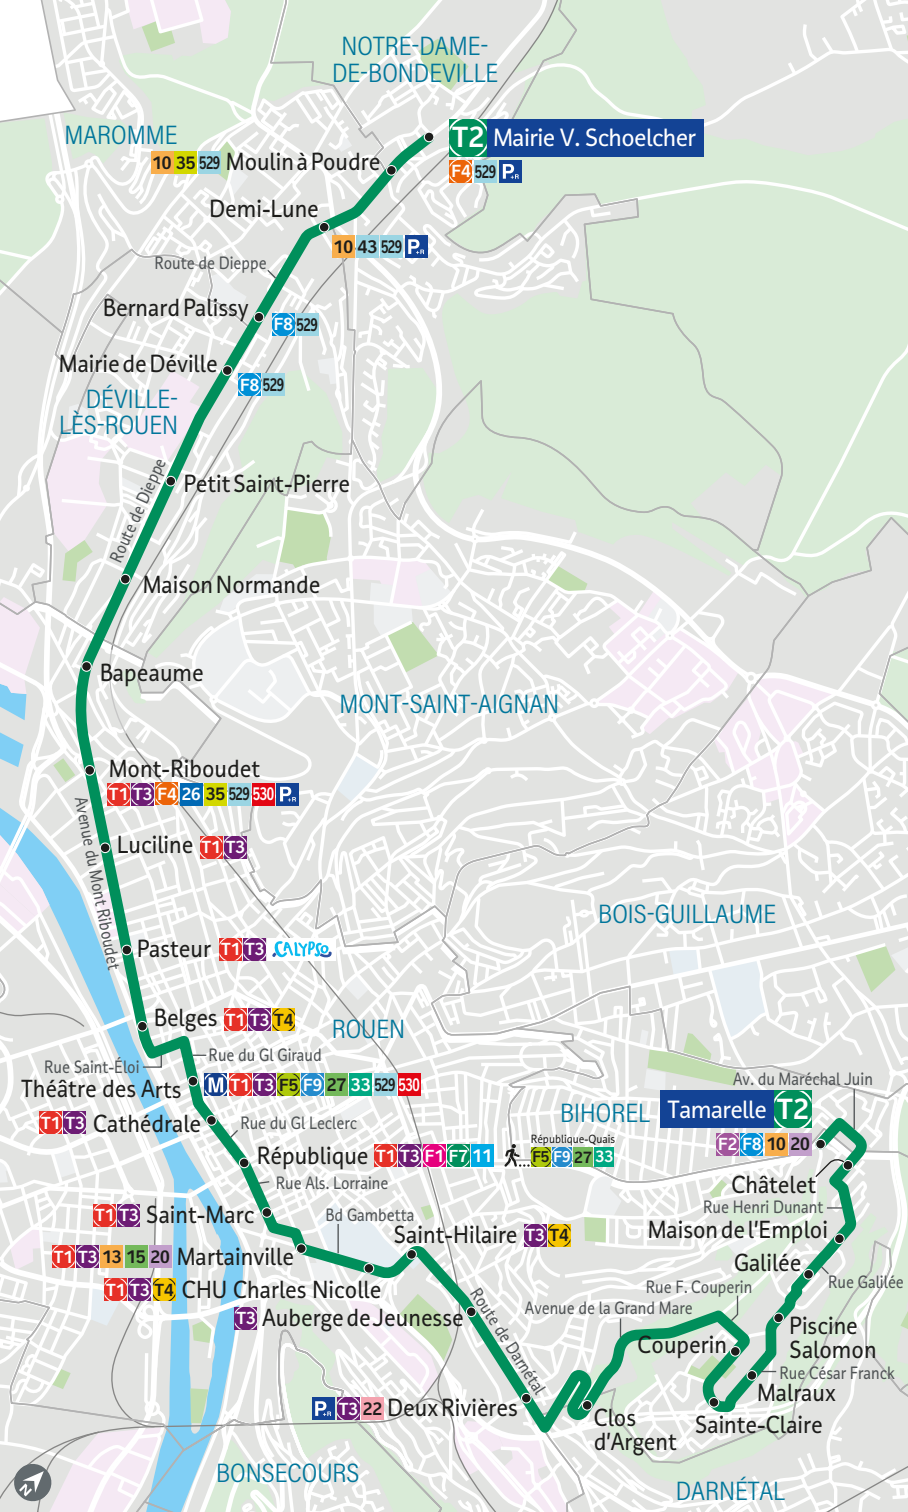 NOTRE-DAME-
DE-BONDEVILLE
MAROMME
T2 Mairie V. Schoelcher
F4 529 P+R
10 35 529 Moulin à Poudre
Demi-Lune
10 43 529 P+R
Route de Dieppe
Bernard Palissy
F8 529
Mairie de Déville
F8 529
DÉVILLE-
LÈS-ROUEN
Petit Saint-Pierre
Route de Dieppe
Maison Normande
Bapeaume
MONT-SAINT-AIGNAN
Mont-Riboudet
T1 T3 F4 26 35 529 530 P+R
Avenue du Mont Riboudet
Luciline T1 T3
BOIS-GUILLAUME
Pasteur T1 T3 CALYPSO
Belges T1 T3 T4
ROUEN
Rue Saint-Éloi
Rue du Gl Giraud
Théâtre des Arts M T1 T3 F5 F9 27 33 529 530
Av. du Maréchal Juin
BIHOREL
Tamarelle T2
F2 F8 10 20
T1 T3 Cathédrale
Rue du Gl Leclerc
République T1 T3 F1 F7 11
République-Quais
F5 F9 27 33
Rue Als. Lorraine
Châtelet
Rue Henri Dunant
T1 T3 Saint-Marc
Bd Gambetta
Saint-Hilaire T3 T4
Maison de l'Emploi
T1 T3 13 15 20 Martainville
Galilée
Rue Galilée
T1 T3 T4 CHU Charles Nicolle
Rue F. Couperin
Avenue de la Grand Mare
T3 Auberge de Jeunesse
Route de Darnétal
Piscine
Salomon
Couperin
Rue César Franck
Malraux
P+R T3 22 Deux Rivières
Clos
d'Argent
Sainte-Claire
BONSECOURS
DARNÉTAL
N